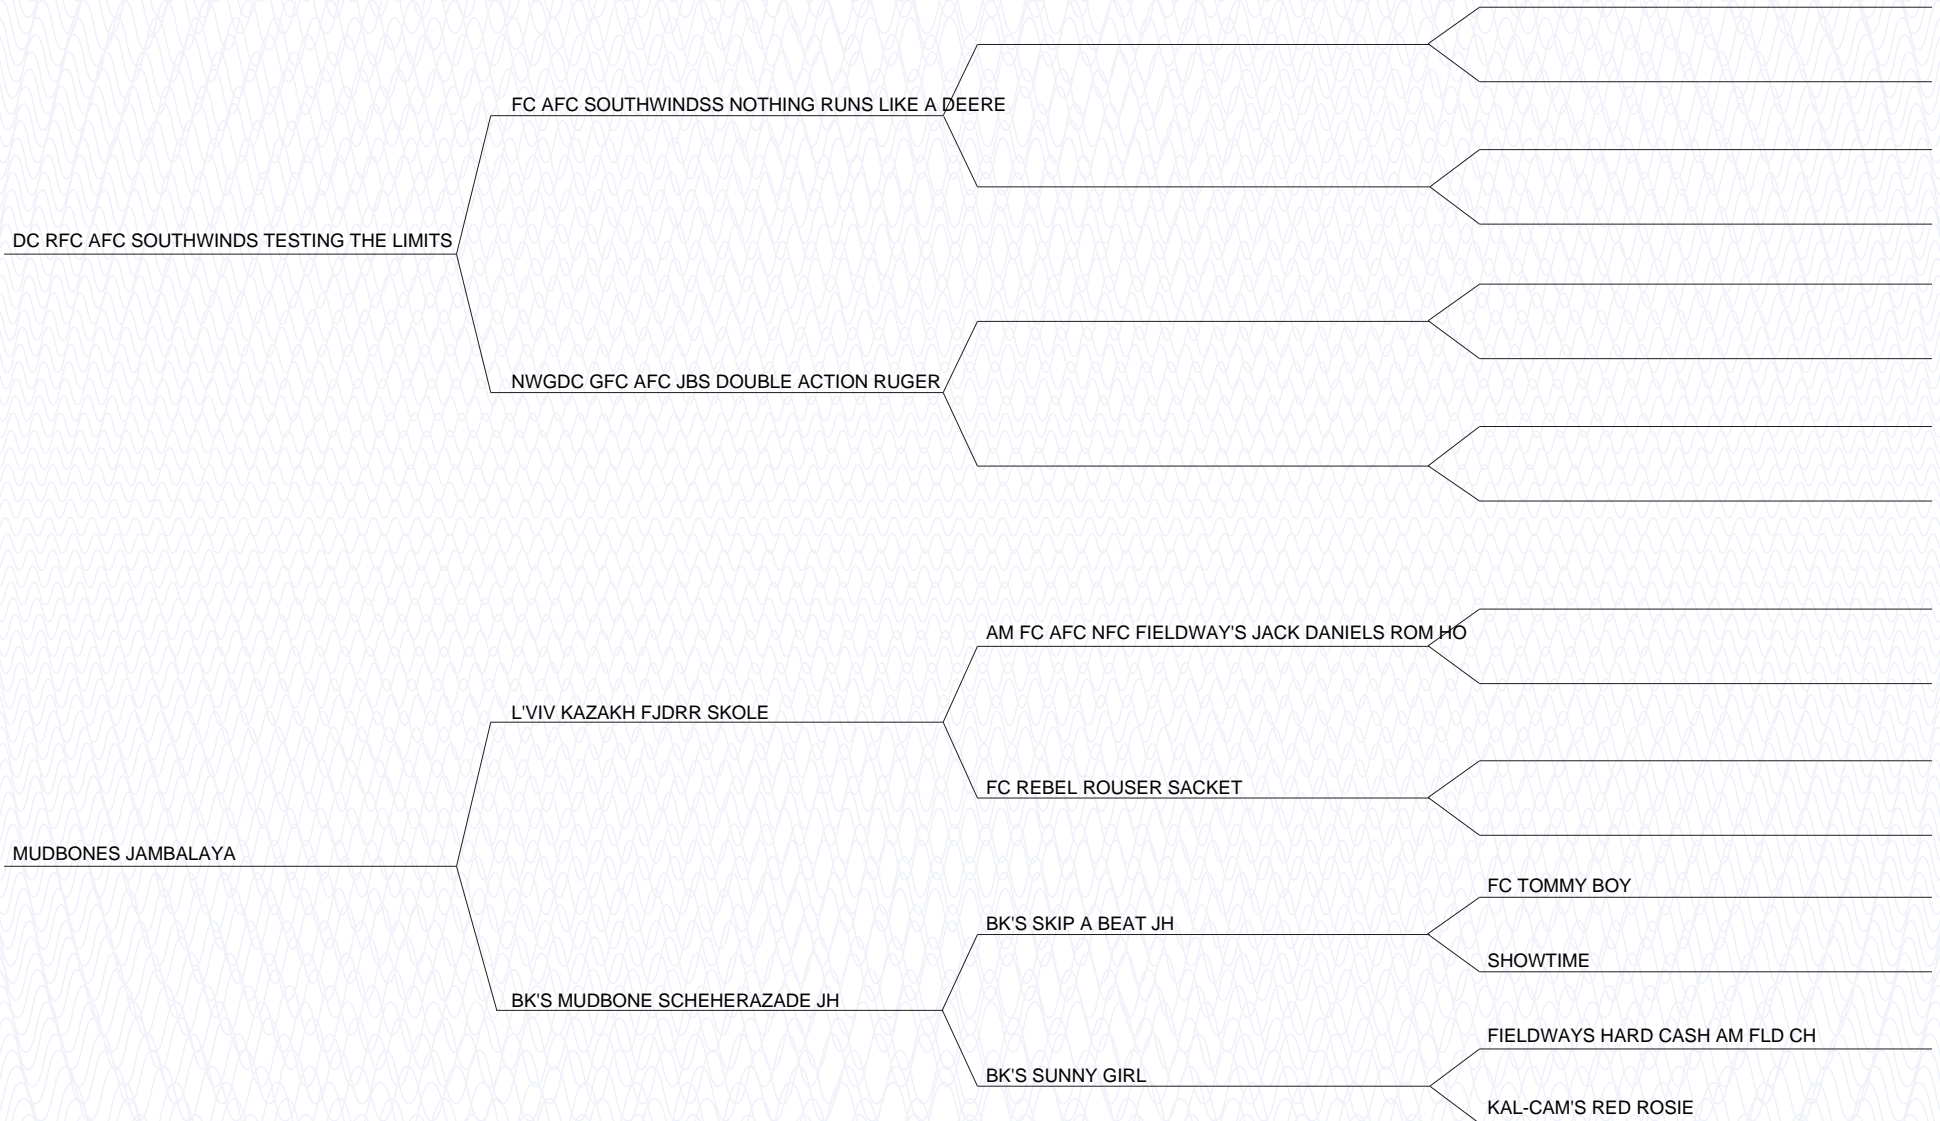 FC AFC SOUTHWINDSS NOTHING RUNS LIKE A DEERE
DC RFC AFC SOUTHWINDS TESTING THE LIMITS
NWGDC GFC AFC JBS DOUBLE ACTION RUGER
AM FC AFC NFC FIELDWAY'S JACK DANIELS ROM HO
L'VIV KAZAKH FJDRR SKOLE
FC REBEL ROUSER SACKET
MUDBONES JAMBALAYA
FC TOMMY BOY
BK'S SKIP A BEAT JH
SHOWTIME
BK'S MUDBONE SCHEHERAZADE JH
FIELDWAYS HARD CASH AM FLD CH
BK'S SUNNY GIRL
KAL-CAM'S RED ROSIE